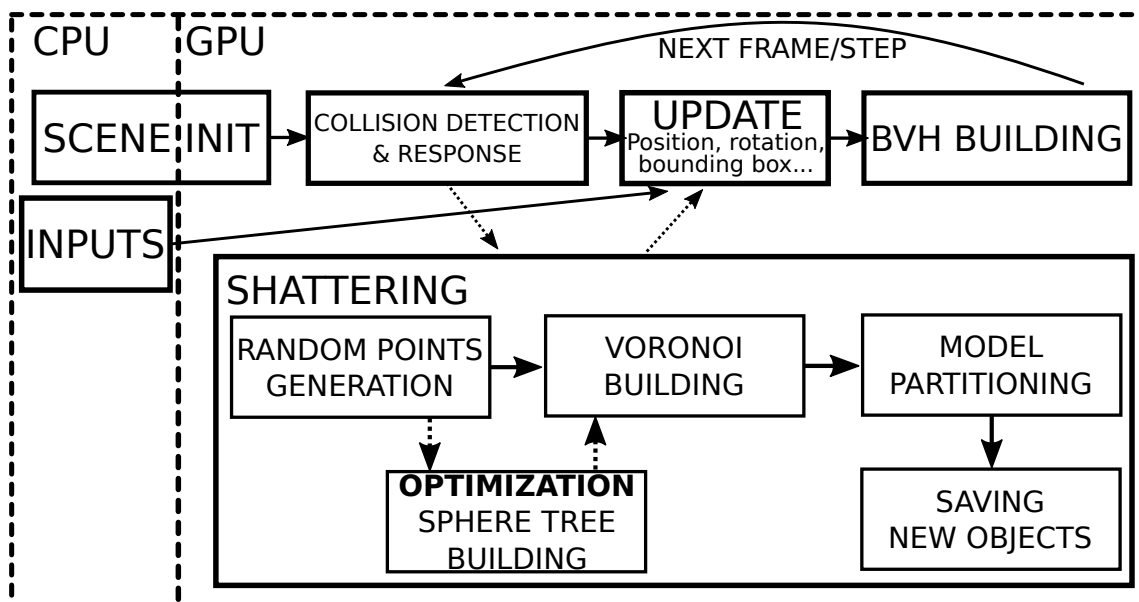 CPU
GPU
NEXT FRAME/STEP
SCENE INIT
COLLISION DETECTION
& RESPONSE
UPDATE
Position, rotation,
bounding box...
BVH BUILDING
INPUTS
SHATTERING
RANDOM POINTS
GENERATION
VORONOI
BUILDING
MODEL
PARTITIONING
OPTIMIZATION
SPHERE TREE
BUILDING
SAVING
NEW OBJECTS